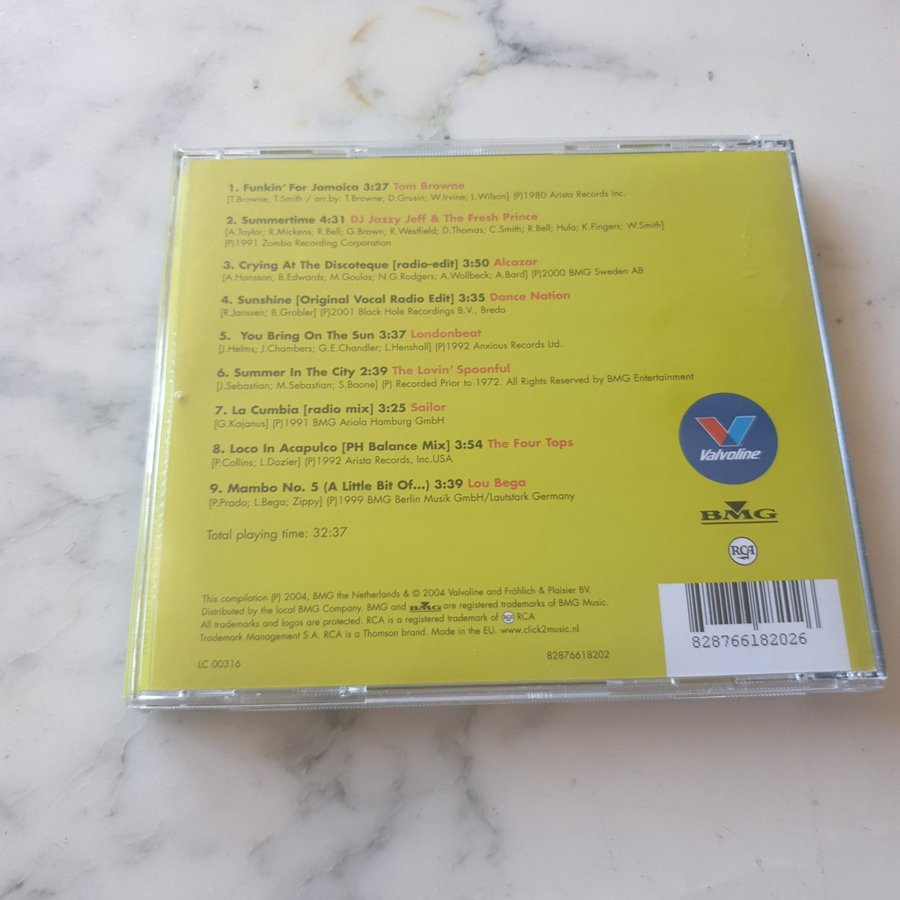 1. Funkin' For Jamaica 3:27 Tom Browne
[T.Browne; T.Smith / arr.by: T.Browne; D.Grusin; W.Irvine; L.Wilson] (P)1980 Arista Records Inc.
2. Summertime 4:31 DJ Jazzy Jeff & The Fresh Prince
[A.Taylor; R.Mickens, R.Bell; G.Brown; R.Westfield; D.Thomas; C.Smith; R.Bell; Hula; K.Fingers; W.Smith]
(P)1991 Zomba Recording Corporation
3. Crying At The Discoteque [radio-edit] 3:50 Alcazar
[A.Hansson; B.Edwards; M.Goulos; N.G.Rodgers; A.Wollbeck; A.Bard] (P)2000 BMG Sweden AB
4. Sunshine [Original Vocal Radio Edit] 3:35 Dance Nation
[R.Janssen; B.Grobler] (P)2001 Black Hole Recordings B.V., Breda
5. You Bring On The Sun 3:37 Londonbeat
[J.Helms; J.Chambers; G.E.Chandler; L.Henshall] (P)1992 Anxious Records Ltd.
6. Summer In The City 2:39 The Lovin' Spoonful
[J.Sebastian; M.Sebastian; S.Boone] (P) Recorded Prior to 1972. All Rights Reserved by BMG Entertainment
7. La Cumbia [radio mix] 3:25 Sailor
[G.Kajanus] (P)1991 BMG Ariola Hamburg GmbH
8. Loco In Acapulco [PH Balance Mix] 3:54 The Four Tops
[P.Collins; L.Dozier] (P)1992 Arista Records, Inc.USA
9. Mambo No. 5 (A Little Bit Of...) 3:39 Lou Bega
[P.Prado; L.Bega; Zippy] (P)1999 BMG Berlin Musik GmbH/Lautstark Germany
Total playing time: 32:37
Valvoline
BMG
RCA
This compilation (P) 2004, BMG the Netherlands & © 2004 Valvoline and Fröhlich & Plaisier BV.
Distributed by the local BMG Company. BMG and BMG are registered trademarks of BMG Music.
All trademarks and logos are protected. RCA is a registered trademark of RCA RCA
Trademark Management S.A. RCA is a Thomson brand. Made in the EU. www.click2music.nl
LC 00316
82876618202
828766182026